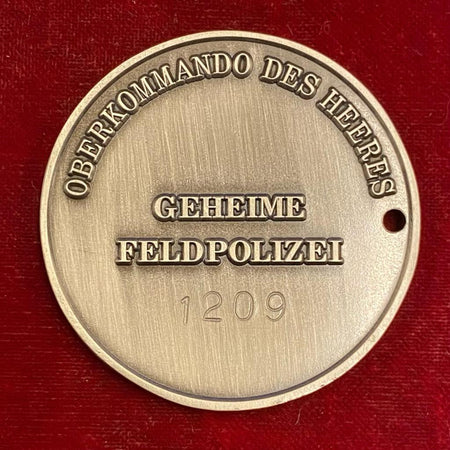 OBERKOMMANDO DES HEERES
GEHEIME
FELDPOLIZEI
1209